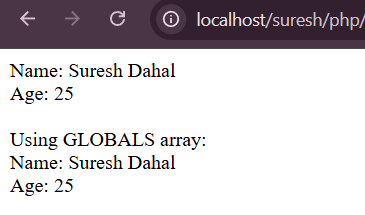 localhost/suresh/php/
Name: Suresh Dahal
Age: 25
Using GLOBALS array:
Name: Suresh Dahal
Age: 25